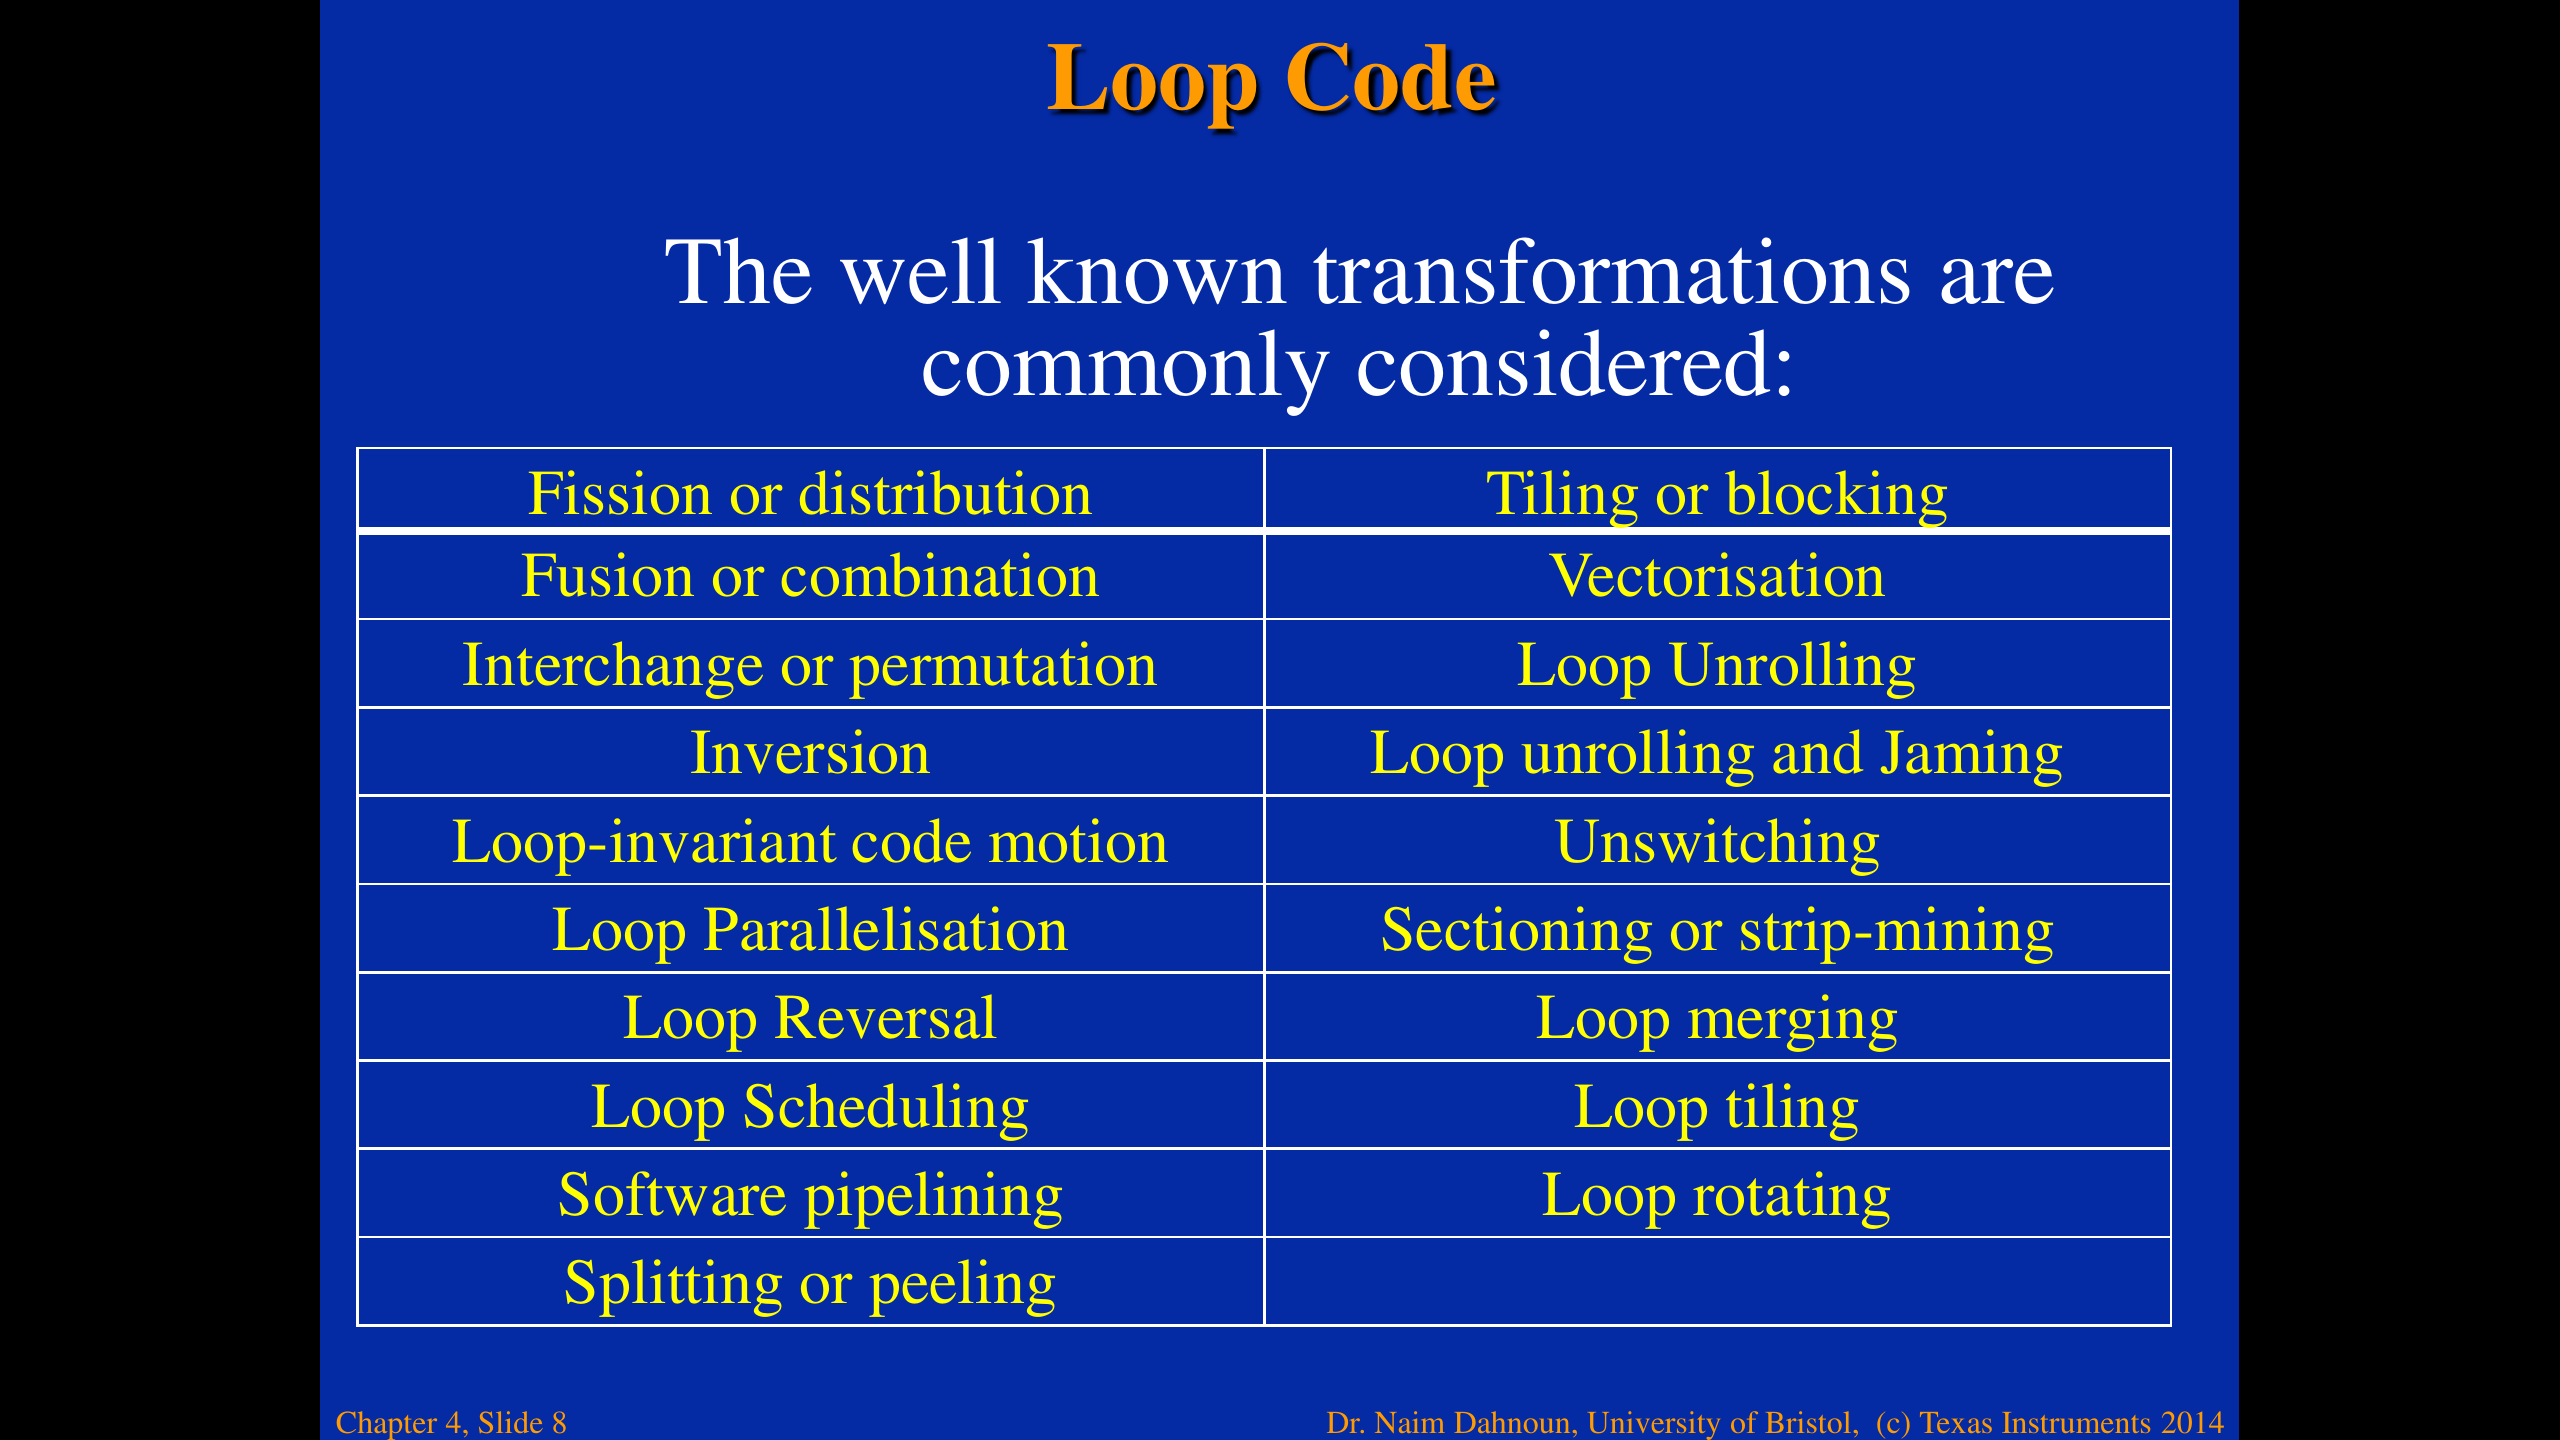 Loop Code
The well known transformations are
commonly considered:
Fission or distribution
Tiling or blocking
Fusion or combination
Vectorisation
Interchange or permutation
Loop Unrolling
Inversion
Loop unrolling and Jaming
Loop-invariant code motion
Unswitching
Loop Parallelisation
Sectioning or strip-mining
Loop Reversal
Loop merging
Loop Scheduling
Loop tiling
Software pipelining
Loop rotating
Splitting or peeling
Chapter 4, Slide 8
Dr. Naim Dahnoun, University of Bristol, (c) Texas Instruments 2014